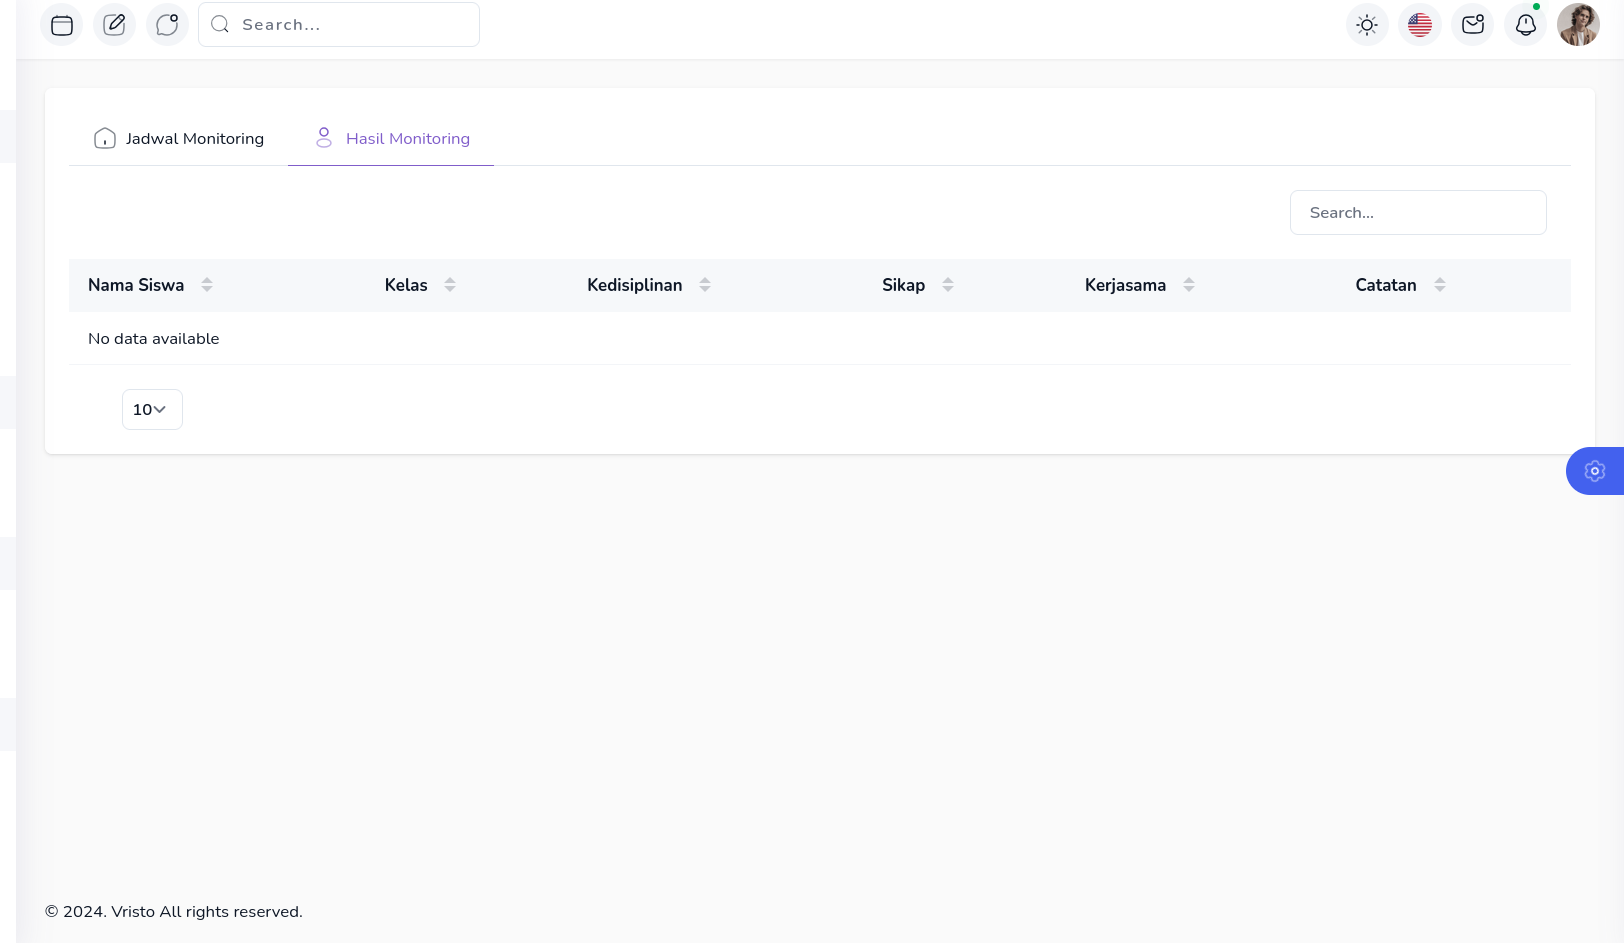 Search...
Jadwal Monitoring
Hasil Monitoring
Search...
Nama Siswa Kelas Kedisiplinan Sikap Kerjasama Catatan
No data available
10
© 2024. Vristo All rights reserved.